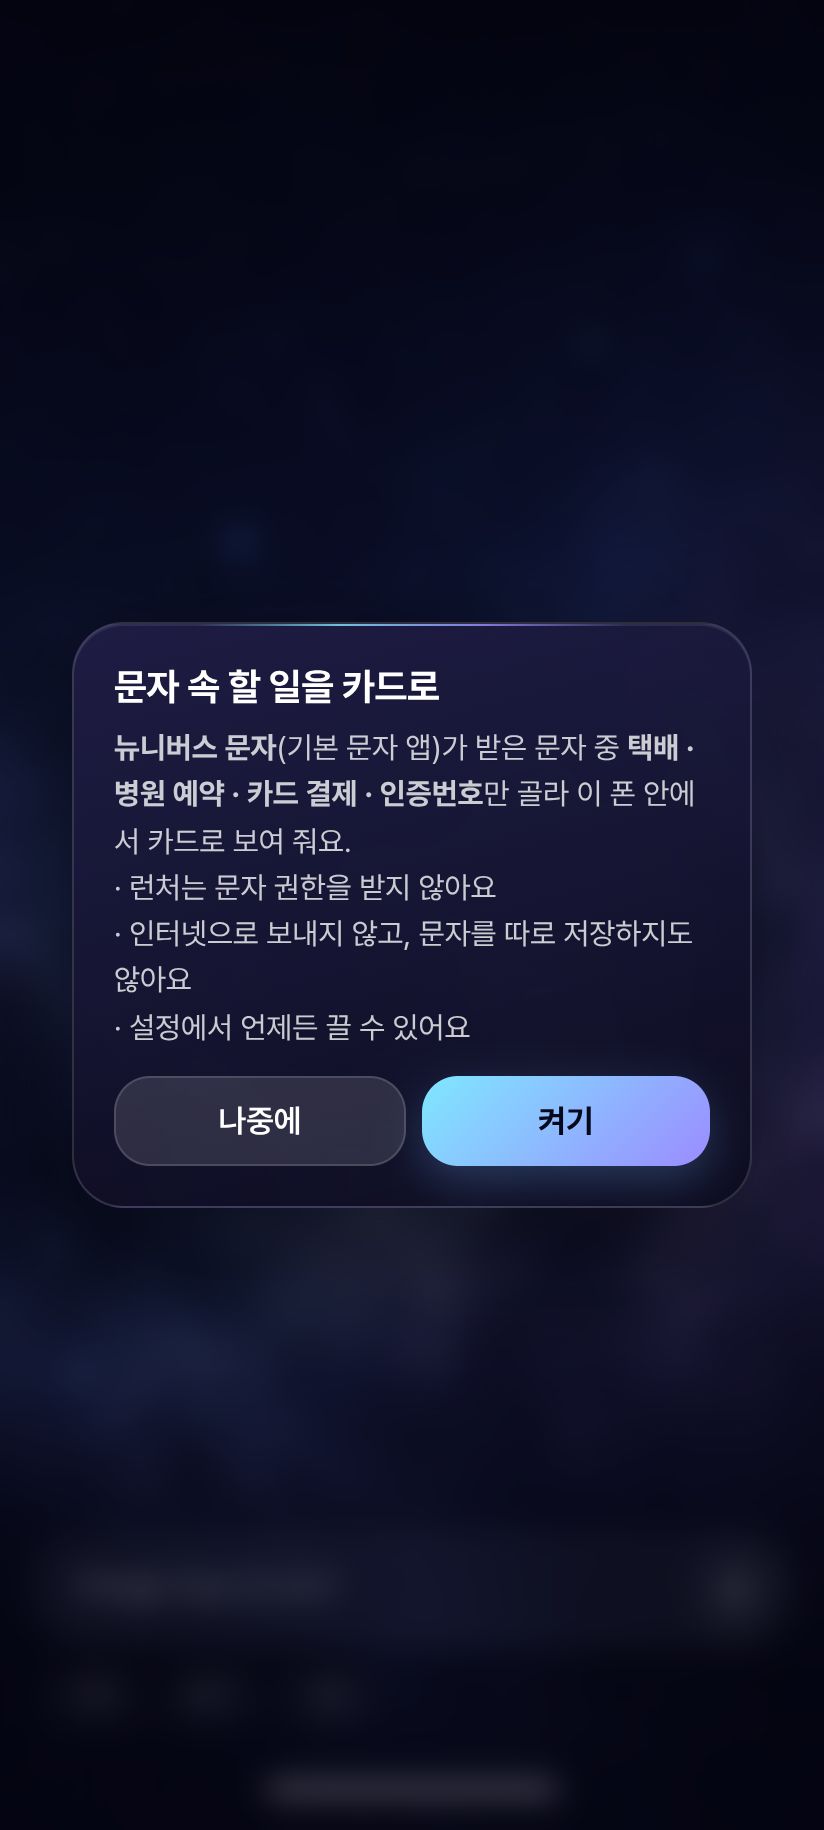 문자 속 할 일을 카드로
뉴니버스 문자(기본 문자 앱)가 받은 문자 중 택배 ·
병원 예약 · 카드 결제 · 인증번호만 골라 이 폰 안에
서 카드로 보여 줘요.
· 런처는 문자 권한을 받지 않아요
· 인터넷으로 보내지 않고, 문자를 따로 저장하지도
않아요
· 설정에서 언제든 끌 수 있어요
나중에
켜기